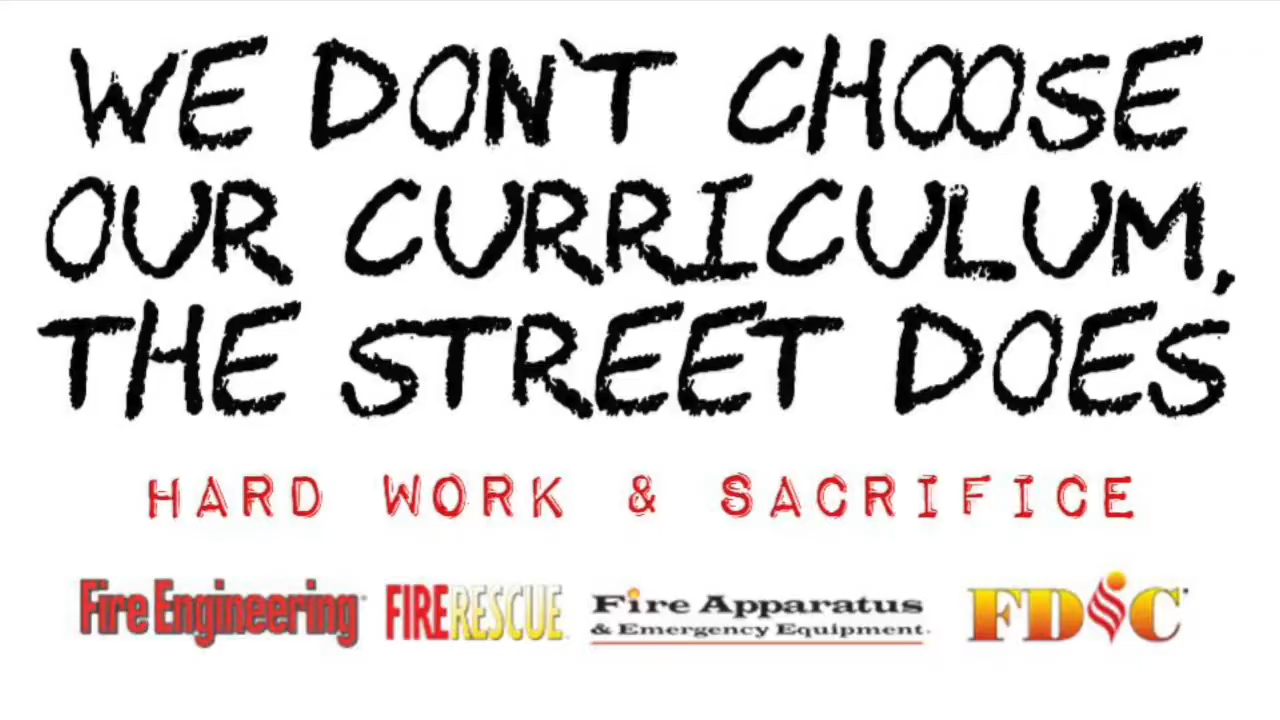 WE DON'T CHOOSE
OUR CURRICULUM,
THE STREET DOES
HARD WORK & SACRIFICE
Fire Engineering FIRERESCUE Fire Apparatus & Emergency Equipment FDIC